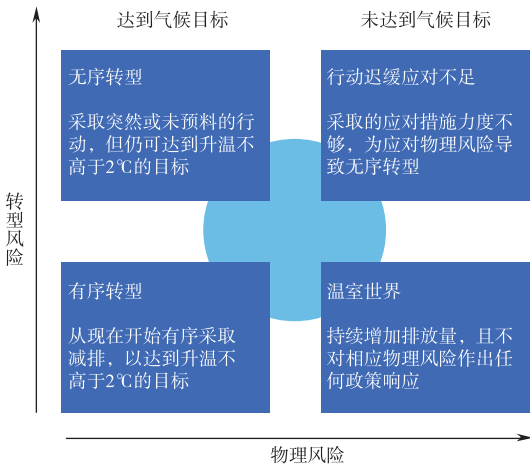 达到气候目标
未达到气候目标
无序转型
采取突然或未预料的行
动，但仍可达到升温不
高于2℃的目标
行动迟缓应对不足
采取的应对措施力度不
够，为应对物理风险导
致无序转型
转型风险
有序转型
从现在开始有序采取
减排，以达到升温不
高于2℃的目标
温室世界
持续增加排放量，且不
对相应物理风险作出任
何政策响应
物理风险